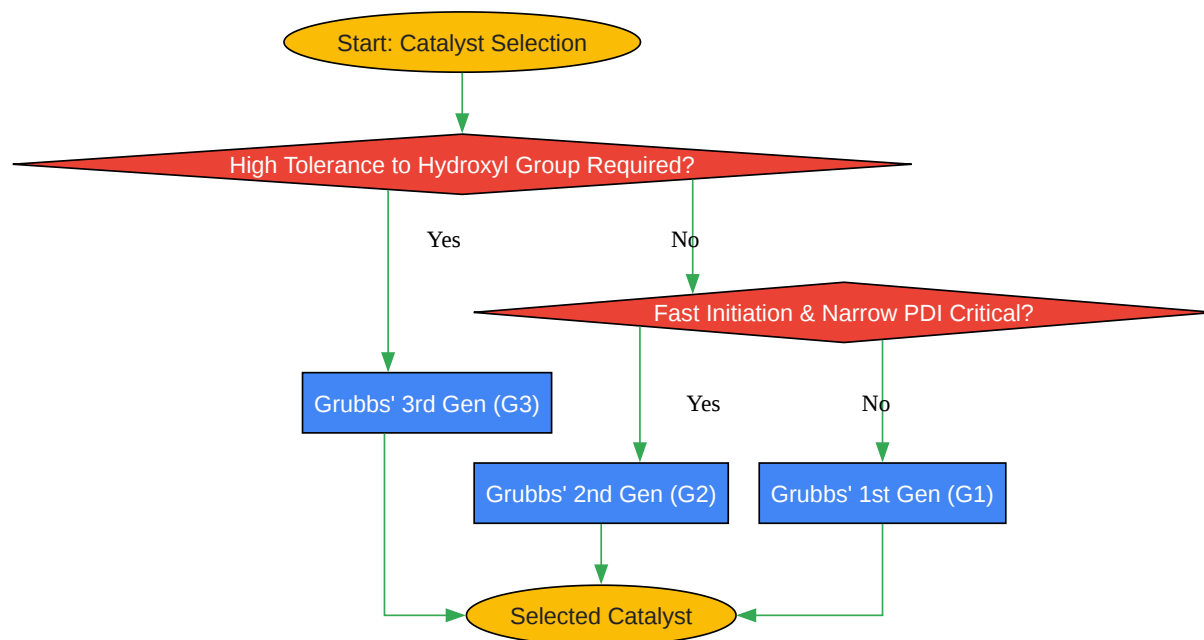 Start: Catalyst Selection
High Tolerance to Hydroxyl Group Required?
Yes
No
Fast Initiation & Narrow PDI Critical?
Grubbs' 3rd Gen (G3)
Yes
No
Grubbs' 2nd Gen (G2)
Grubbs' 1st Gen (G1)
Selected Catalyst